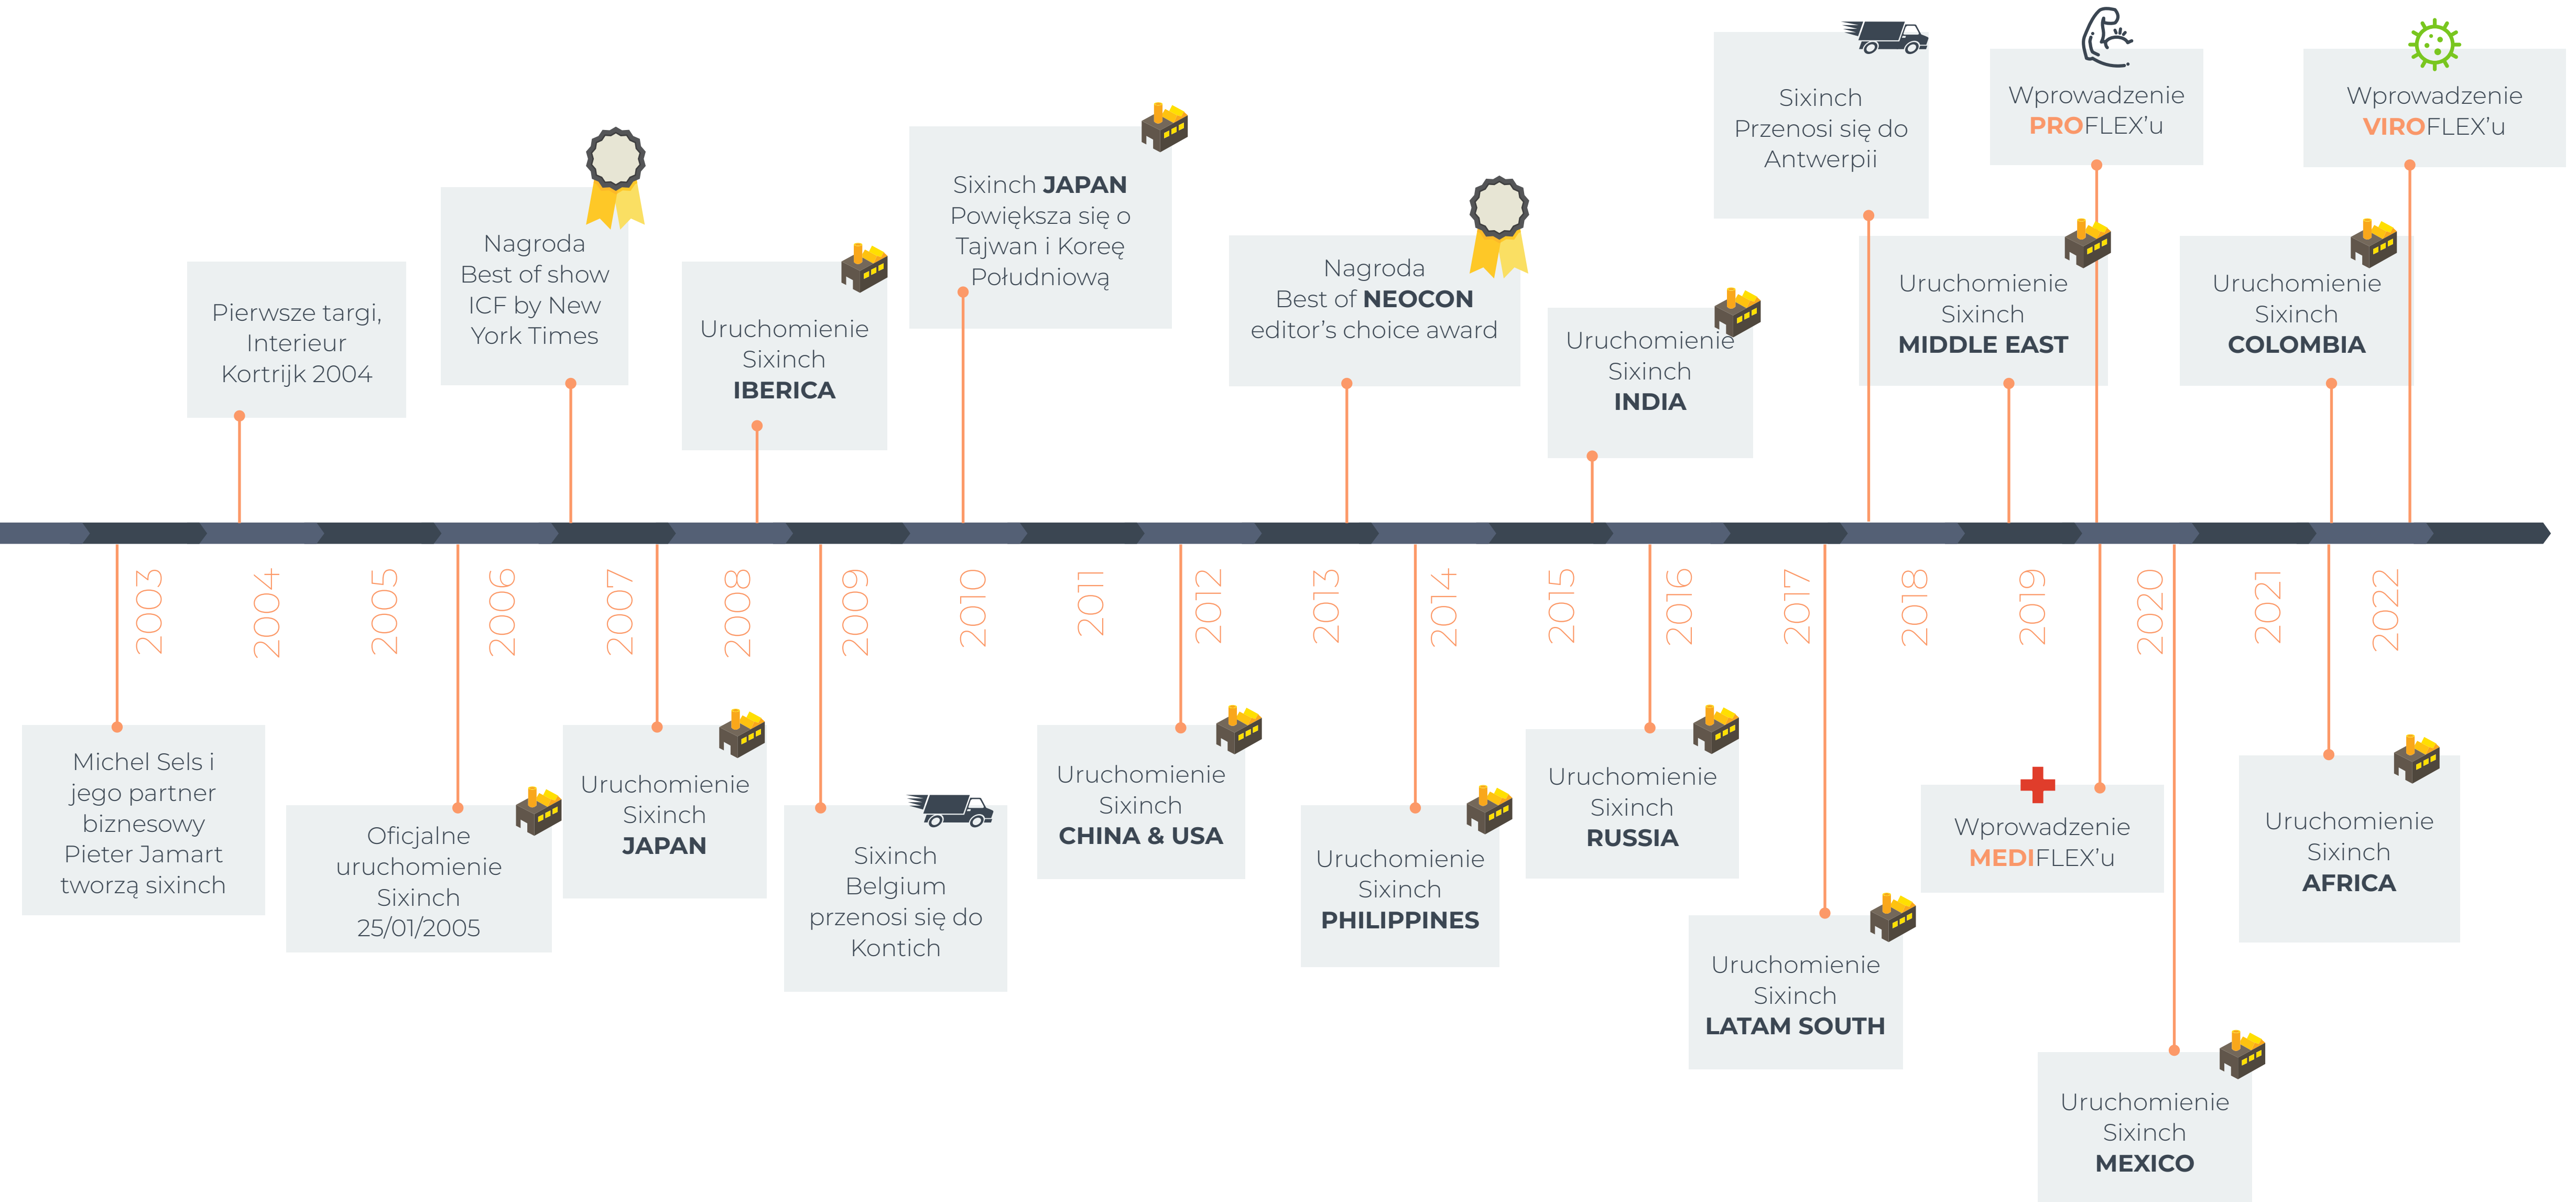 Pierwsze targi,
Interieur
Kortrijk 2004
Nagroda
Best of show
ICF by New
York Times
Uruchomienie
Sixinch
IBERICA
Sixinch JAPAN
Powiększa się o
Tajwan i Koreę
Południową
Nagroda
Best of NEOCON
editor's choice award
Uruchomienie
Sixinch
INDIA
Sixinch
Przenosi się do
Antwerpii
Uruchomienie
Sixinch
MIDDLE EAST
Wprowadzenie
PROFLEX'u
Uruchomienie
Sixinch
COLOMBIA
Wprowadzenie
VIROFLEX'u
2003
2004
2005
2006
2007
2008
2009
2010
2011
2012
2013
2014
2015
2016
2017
2018
2019
2020
2021
2022
Michel Sels i
jego partner
biznesowy
Pieter Jamart
tworzą sixinch
Oficjalne
uruchomienie
Sixinch
25/01/2005
Uruchomienie
Sixinch
JAPAN
Sixinch
Belgium
przenosi się do
Kontich
Uruchomienie
Sixinch
CHINA & USA
Uruchomienie
Sixinch
PHILIPPINES
Uruchomienie
Sixinch
RUSSIA
Uruchomienie
Sixinch
LATAM SOUTH
Wprowadzenie
MEDIFLEX'u
Uruchomienie
Sixinch
MEXICO
Uruchomienie
Sixinch
AFRICA